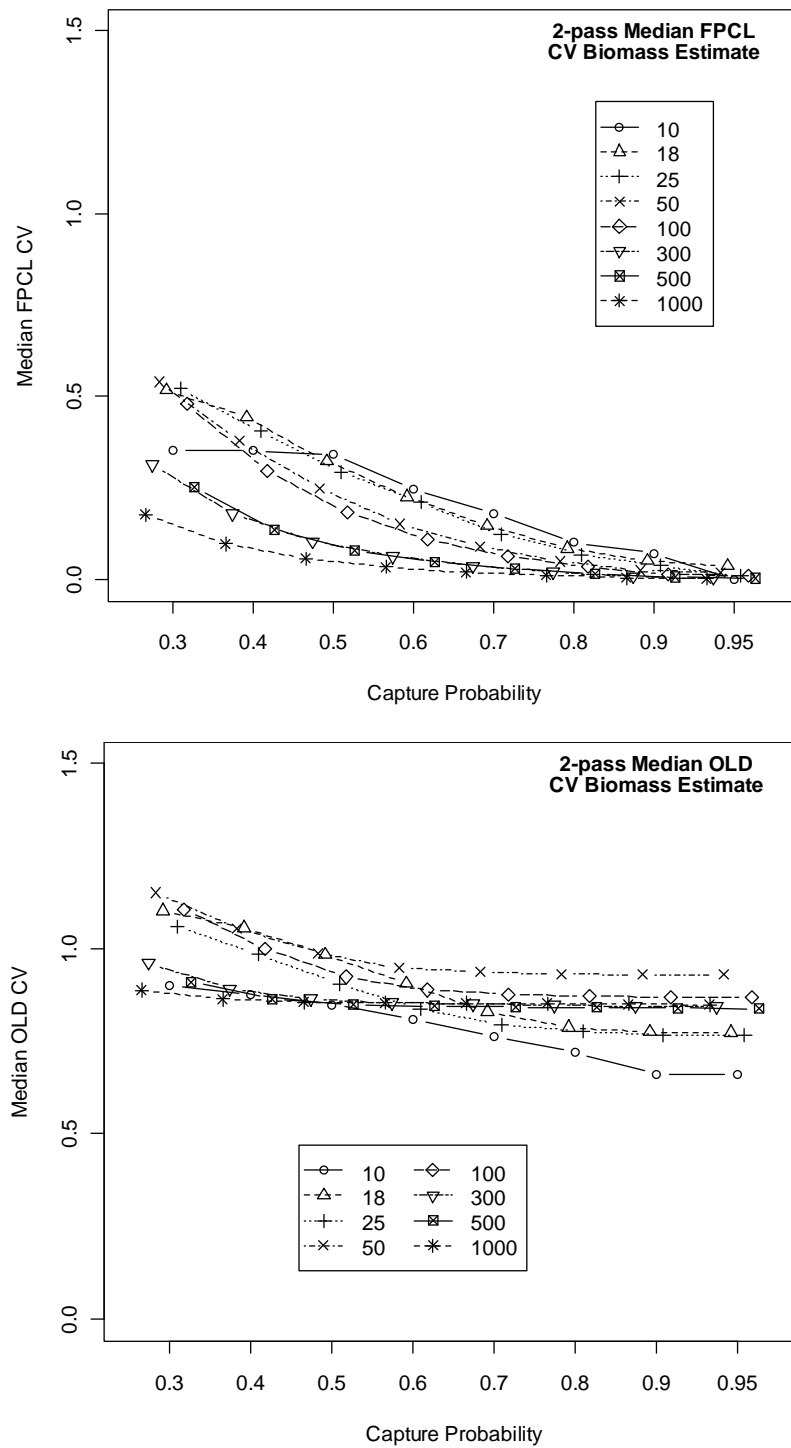 2-pass Median FPCL
CV Biomass Estimate
10
18
25
50
100
300
500
1000
Median FPCL CV
0.0
0.5
1.0
1.5
0.3 0.4 0.5 0.6 0.7 0.8 0.9 0.95
Capture Probability
2-pass Median OLD
CV Biomass Estimate
Median OLD CV
0.0
0.5
1.0
1.5
10 100
18 300
25 500
50 1000
0.3 0.4 0.5 0.6 0.7 0.8 0.9 0.95
Capture Probability